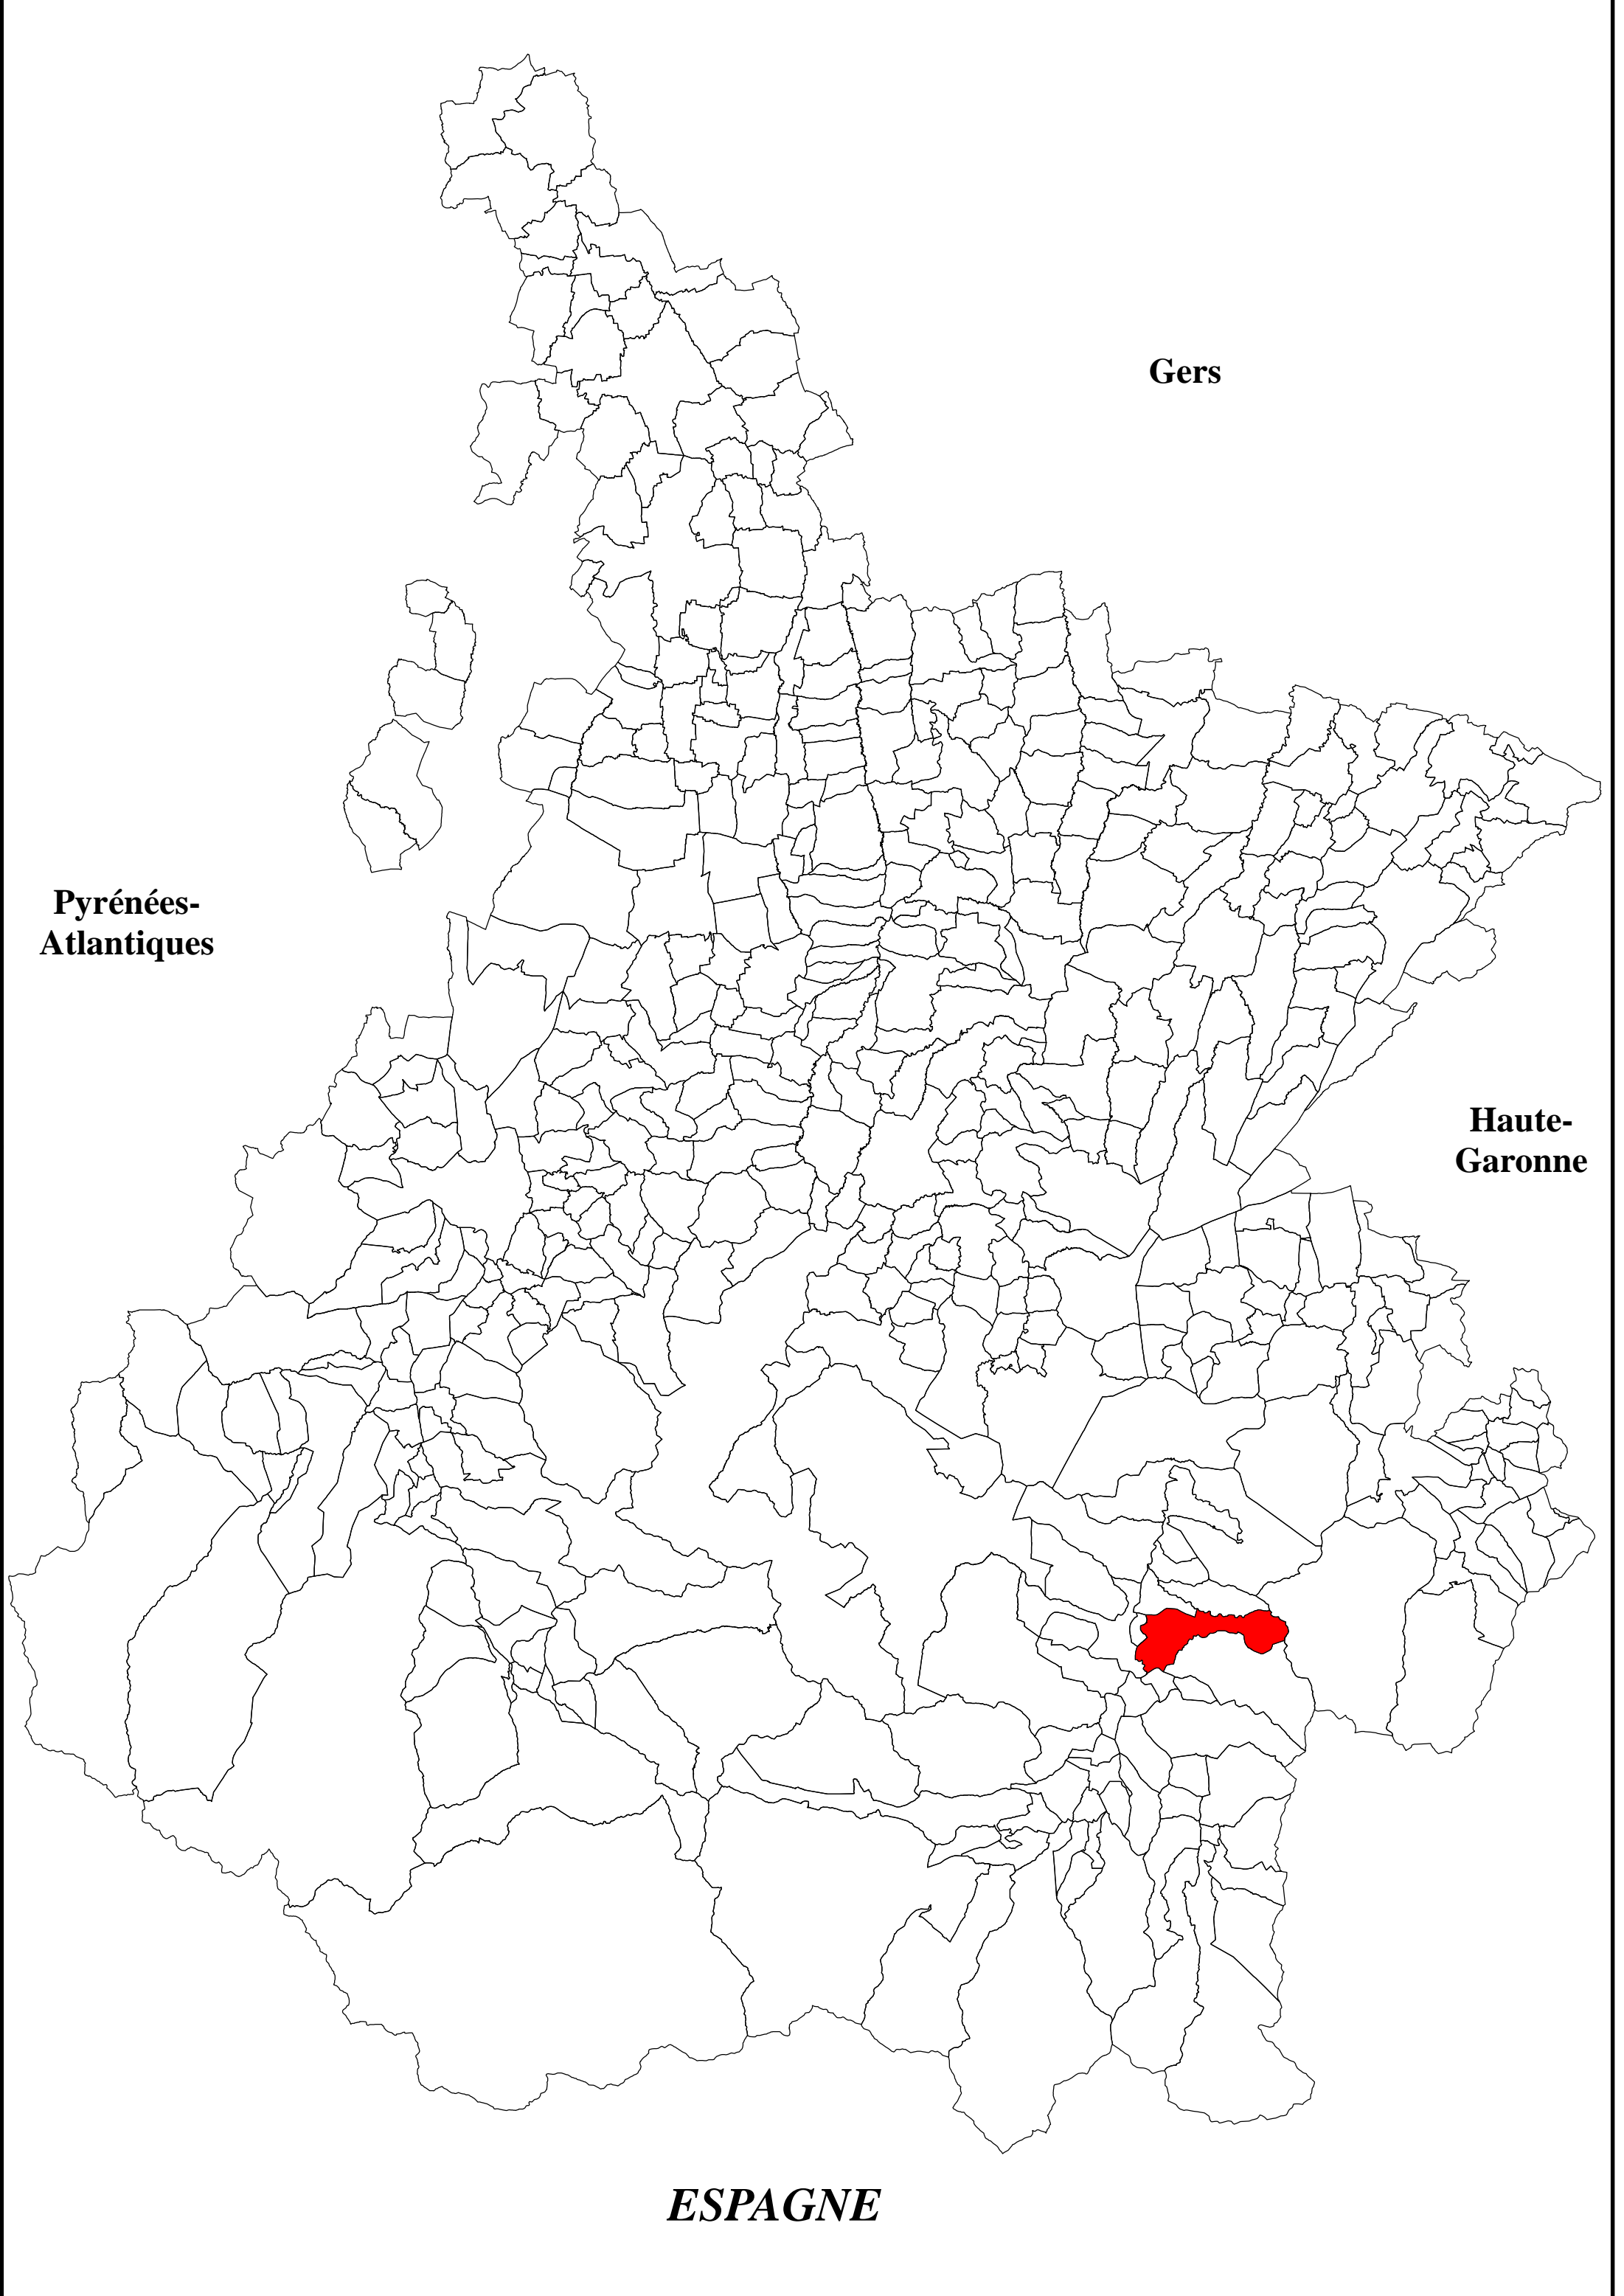 Gers
Pyrénées-
Atlantiques
Haute-
Garonne
ESPAGNE